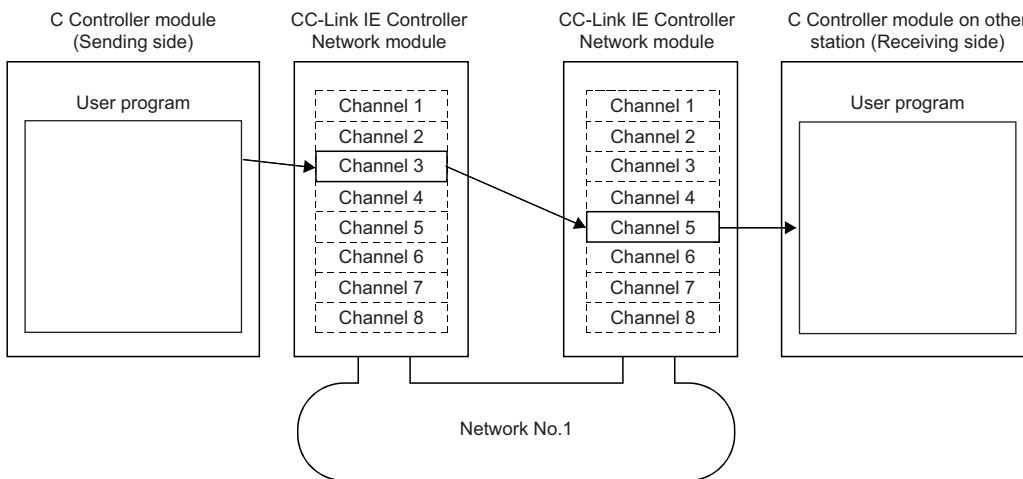 C Controller module
(Sending side)
CC-Link IE Controller
Network module
CC-Link IE Controller
Network module
C Controller module on other
station (Receiving side)
User program
Channel 1
Channel 2
Channel 3
Channel 4
Channel 5
Channel 6
Channel 7
Channel 8
Channel 1
Channel 2
Channel 3
Channel 4
Channel 5
Channel 6
Channel 7
Channel 8
User program
Network No.1